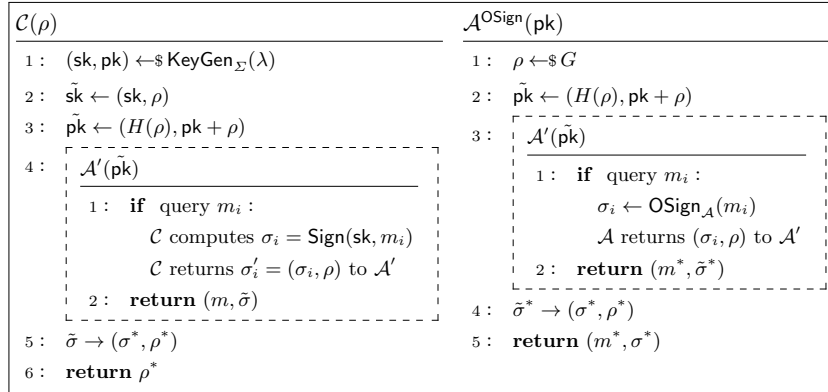 C(ρ)
1 : (sk, pk) ←$ KeyGen_Σ(λ)
2 : s̃k ← (sk, ρ)
3 : p̃k ← (H(ρ), pk + ρ)
4 : A′(p̃k)
1 : if query m_i :
C computes σ_i = Sign(sk, m_i)
C returns σ′_i = (σ_i, ρ) to A′
2 : return (m, σ̃)
5 : σ̃ → (σ*, ρ*)
6 : return ρ*
A^OSign(pk)
1 : ρ ←$ G
2 : p̃k ← (H(ρ), pk + ρ)
3 : A′(p̃k)
1 : if query m_i :
σ_i ← OSign_A(m_i)
A returns (σ_i, ρ) to A′
2 : return (m*, σ̃*)
4 : σ̃* → (σ*, ρ*)
5 : return (m*, σ*)